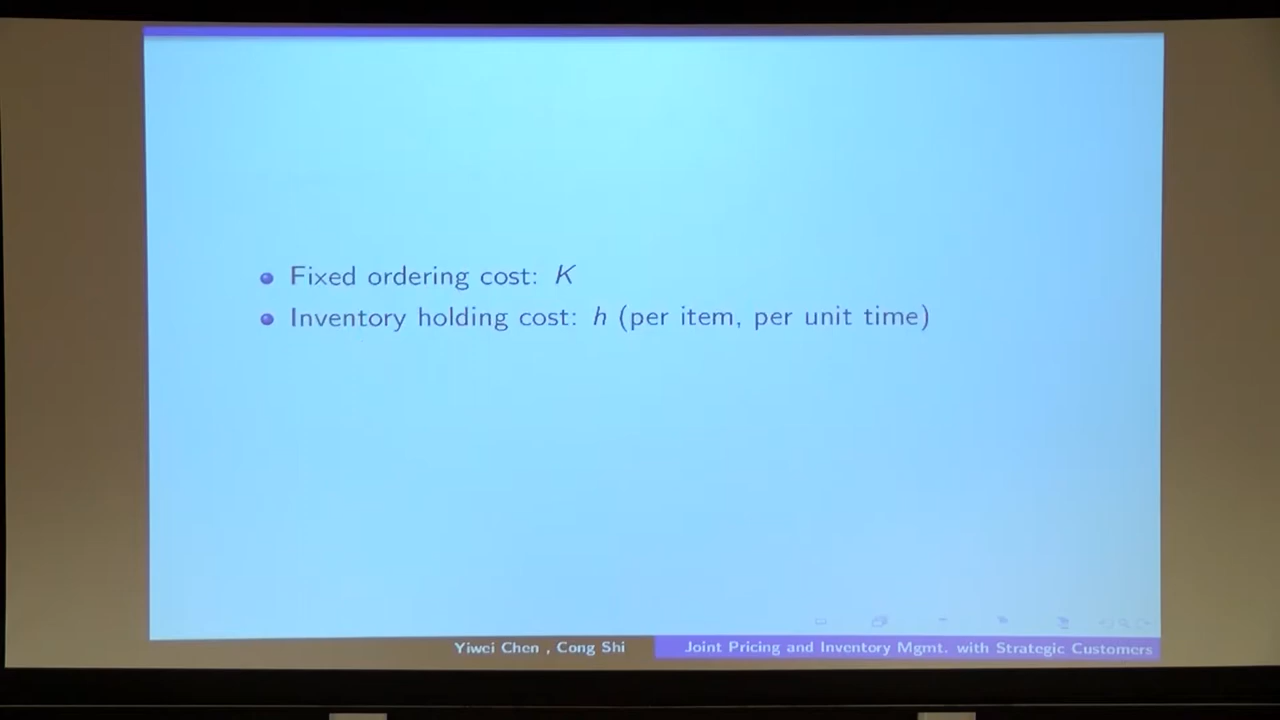 Fixed ordering cost: K
Inventory holding cost: h (per item, per unit time)
Yiwei Chen , Cong Shi
Joint Pricing and Inventory Mgmt. with Strategic Customers